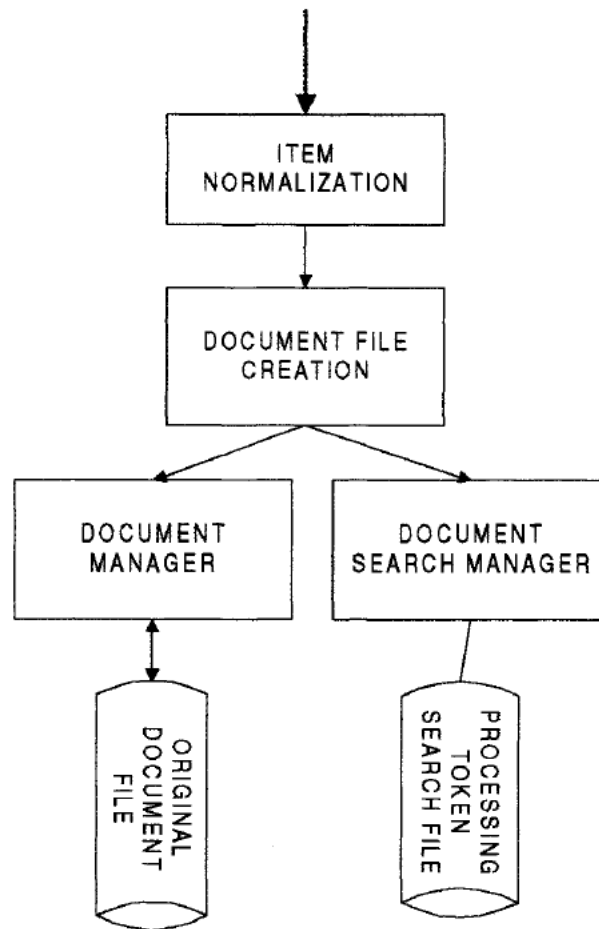 ITEM
NORMALIZATION
DOCUMENT FILE
CREATION
DOCUMENT
MANAGER
DOCUMENT
SEARCH MANAGER
ORIGINAL
DOCUMENT
FILE
PROCESSING
TOKEN
SEARCH FILE